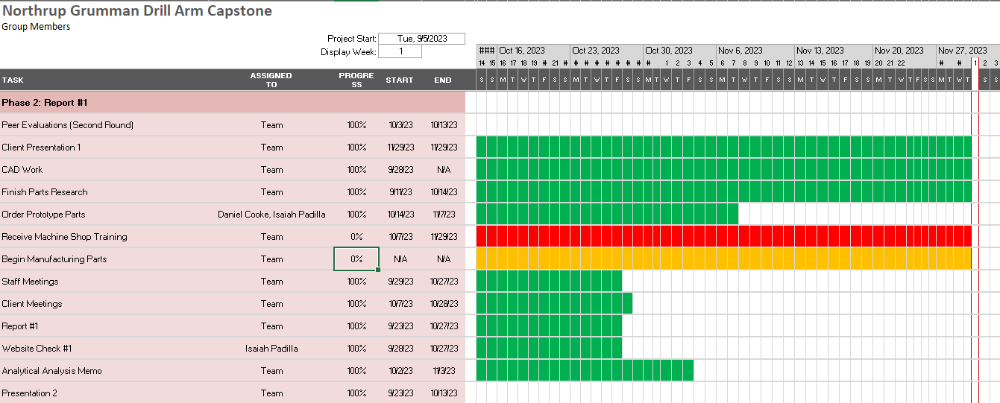 Northrup Grumman Drill Arm Capstone
Group Members
Project Start: Tue, 9/5/2023
Display Week: 1
### Oct 16, 2023 Oct 23, 2023 Oct 30, 2023 Nov 6, 2023 Nov 13, 2023 Nov 20, 2023 Nov 27, 2023
14 15 16 17 18 19 # 21 # # # # # # # # # 1 2 3 4 5 6 7 8 9 10 11 12 13 14 15 16 17 18 19 20 21 22 # # 1 2 3
TASK ASSIGNED TO PROGRESS START END S S M T W T F S S M T W T F S S M T W T F S S M T W T F S S M T W T F S S M T W T F S S M T W T S S
Phase 2: Report #1
Peer Evaluations (Second Round) Team 100% 10/3/23 10/13/23
Client Presentation 1 Team 100% 11/29/23 11/29/23
CAD Work Team 100% 9/28/23 N/A
Finish Parts Research Team 100% 9/11/23 10/14/23
Order Prototype Parts Daniel Cooke, Isaiah Padilla 100% 10/14/23 11/7/23
Receive Machine Shop Training Team 0% 10/7/23 11/29/23
Begin Manufacturing Parts Team 0% N/A N/A
Staff Meetings Team 100% 9/29/23 10/27/23
Client Meetings Team 100% 10/7/23 10/28/23
Report #1 Team 100% 9/23/23 10/27/23
Website Check #1 Isaiah Padilla 100% 9/28/23 10/27/23
Analytical Analysis Memo Team 100% 10/2/23 11/3/23
Presentation 2 Team 100% 9/23/23 10/13/23